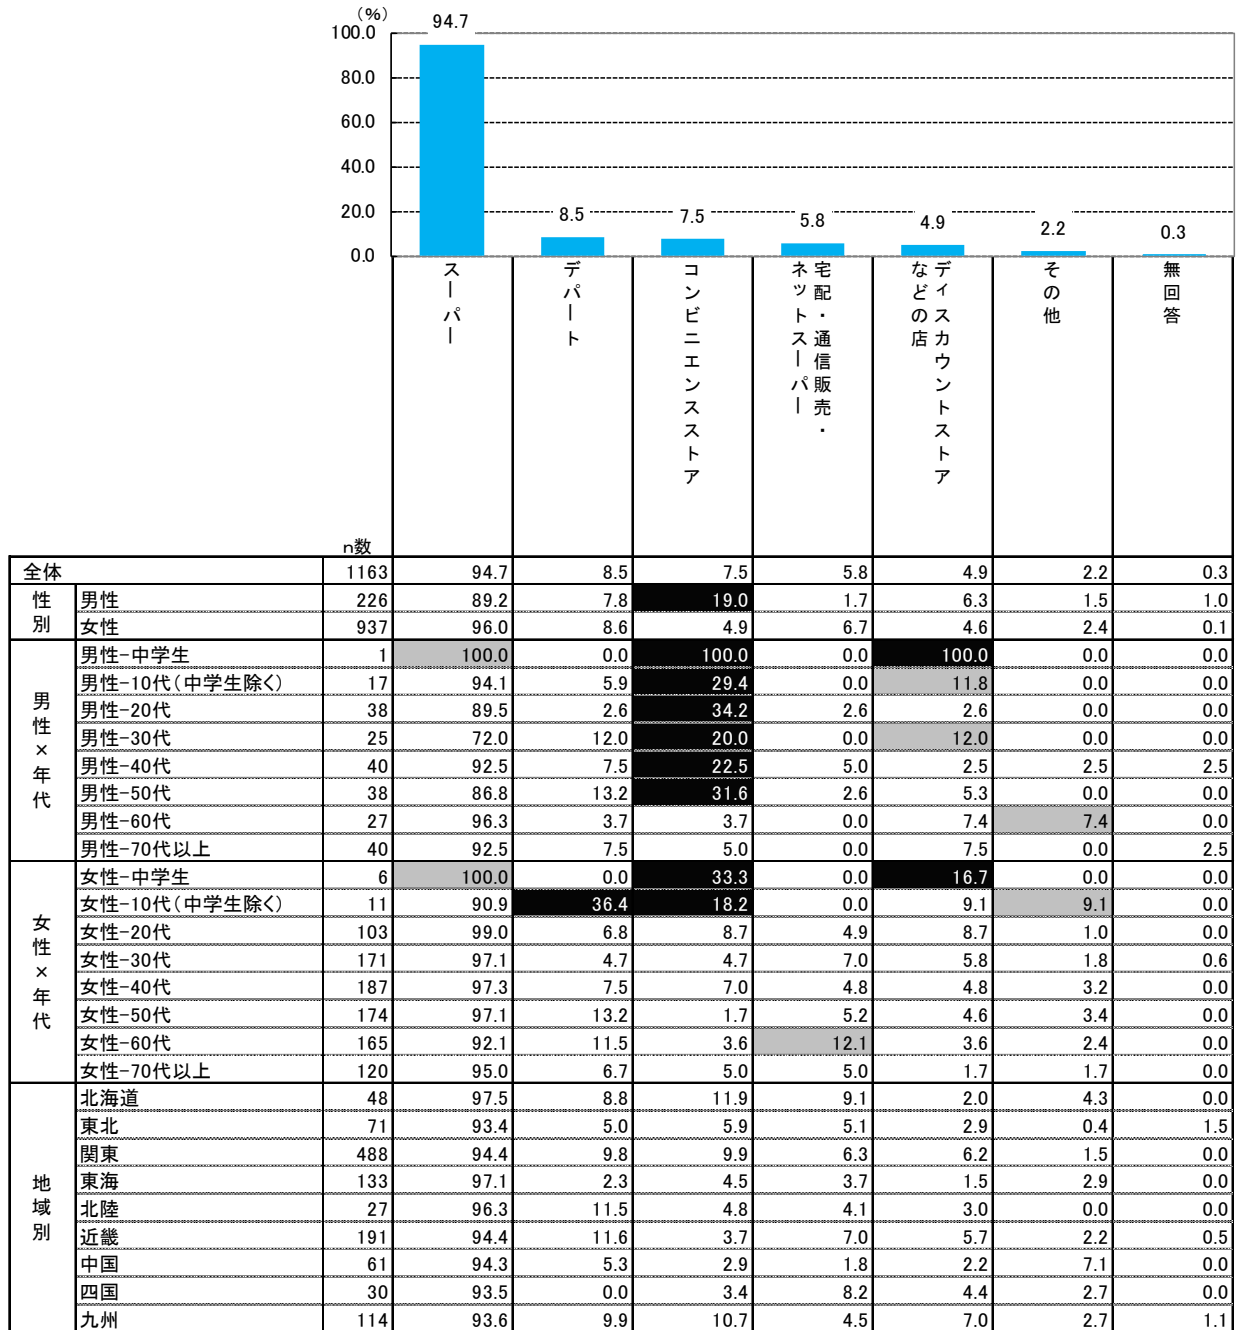 (%)
100.0
80.0
60.0
40.0
20.0
0.0
94.7
8.5
7.5
5.8
4.9
2.2
0.3
スーパー
デパート
コンビニエンスストア
宅配・通信販売・
ネットスーパー
ディスカウントストア
などの店
その他
無回答
n数
全体 1163 94.7 8.5 7.5 5.8 4.9 2.2 0.3
性別
男性 226 89.2 7.8 19.0 1.7 6.3 1.5 1.0
女性 937 96.0 8.6 4.9 6.7 4.6 2.4 0.1
男性×年代
男性-中学生 1 100.0 0.0 100.0 0.0 100.0 0.0 0.0
男性-10代(中学生除く) 17 94.1 5.9 29.4 0.0 11.8 0.0 0.0
男性-20代 38 89.5 2.6 34.2 2.6 2.6 0.0 0.0
男性-30代 25 72.0 12.0 20.0 0.0 12.0 0.0 0.0
男性-40代 40 92.5 7.5 22.5 5.0 2.5 2.5 2.5
男性-50代 38 86.8 13.2 31.6 2.6 5.3 0.0 0.0
男性-60代 27 96.3 3.7 3.7 0.0 7.4 7.4 0.0
男性-70代以上 40 92.5 7.5 5.0 0.0 7.5 0.0 2.5
女性×年代
女性-中学生 6 100.0 0.0 33.3 0.0 16.7 0.0 0.0
女性-10代(中学生除く) 11 90.9 36.4 18.2 0.0 9.1 9.1 0.0
女性-20代 103 99.0 6.8 8.7 4.9 8.7 1.0 0.0
女性-30代 171 97.1 4.7 4.7 7.0 5.8 1.8 0.6
女性-40代 187 97.3 7.5 7.0 4.8 4.8 3.2 0.0
女性-50代 174 97.1 13.2 1.7 5.2 4.6 3.4 0.0
女性-60代 165 92.1 11.5 3.6 12.1 3.6 2.4 0.0
女性-70代以上 120 95.0 6.7 5.0 5.0 1.7 1.7 0.0
地域別
北海道 48 97.5 8.8 11.9 9.1 2.0 4.3 0.0
東北 71 93.4 5.0 5.9 5.1 2.9 0.4 1.5
関東 488 94.4 9.8 9.9 6.3 6.2 1.5 0.0
東海 133 97.1 2.3 4.5 3.7 1.5 2.9 0.0
北陸 27 96.3 11.5 4.8 4.1 3.0 0.0 0.0
近畿 191 94.4 11.6 3.7 7.0 5.7 2.2 0.5
中国 61 94.3 5.3 2.9 1.8 2.2 7.1 0.0
四国 30 93.5 0.0 3.4 8.2 4.4 2.7 0.0
九州 114 93.6 9.9 10.7 4.5 7.0 2.7 1.1